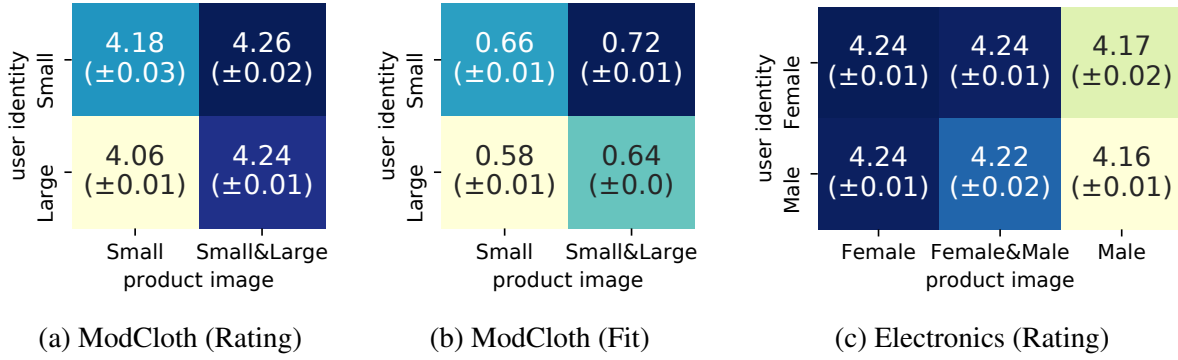 user identity
Small
Large
4.18
(±0.03)
4.26
(±0.02)
4.06
(±0.01)
4.24
(±0.01)
Small
Small&Large
product image
(a) ModCloth (Rating)
user identity
Small
Large
0.66
(±0.01)
0.72
(±0.01)
0.58
(±0.01)
0.64
(±0.0)
Small
Small&Large
product image
(b) ModCloth (Fit)
user identity
Female
Male
4.24
(±0.01)
4.24
(±0.01)
4.17
(±0.02)
4.24
(±0.01)
4.22
(±0.02)
4.16
(±0.01)
Female
Female&Male
Male
product image
(c) Electronics (Rating)